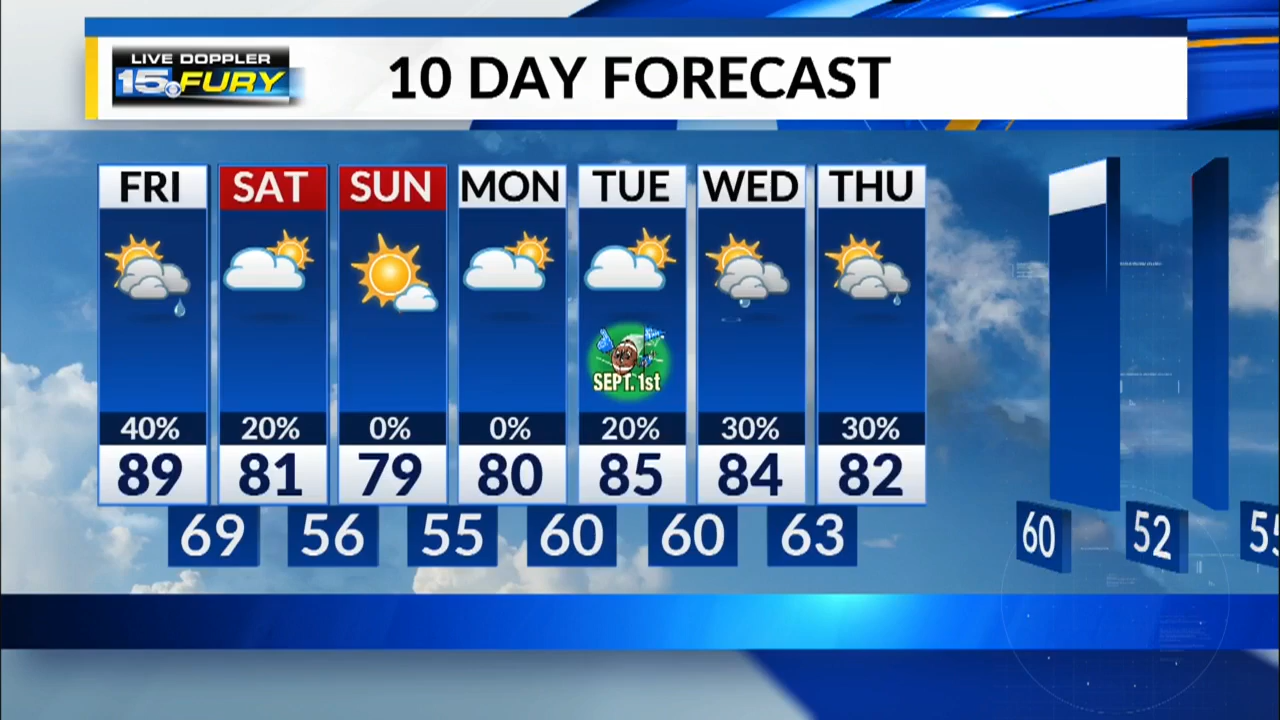 LIVE DOPPLER
15 FURY
10 DAY FORECAST
FRI SAT SUN MON TUE WED THU
SEPT. 1st
40% 20% 0% 0% 20% 30% 30%
89 81 79 80 85 84 82
69 56 55 60 60 63 60 52